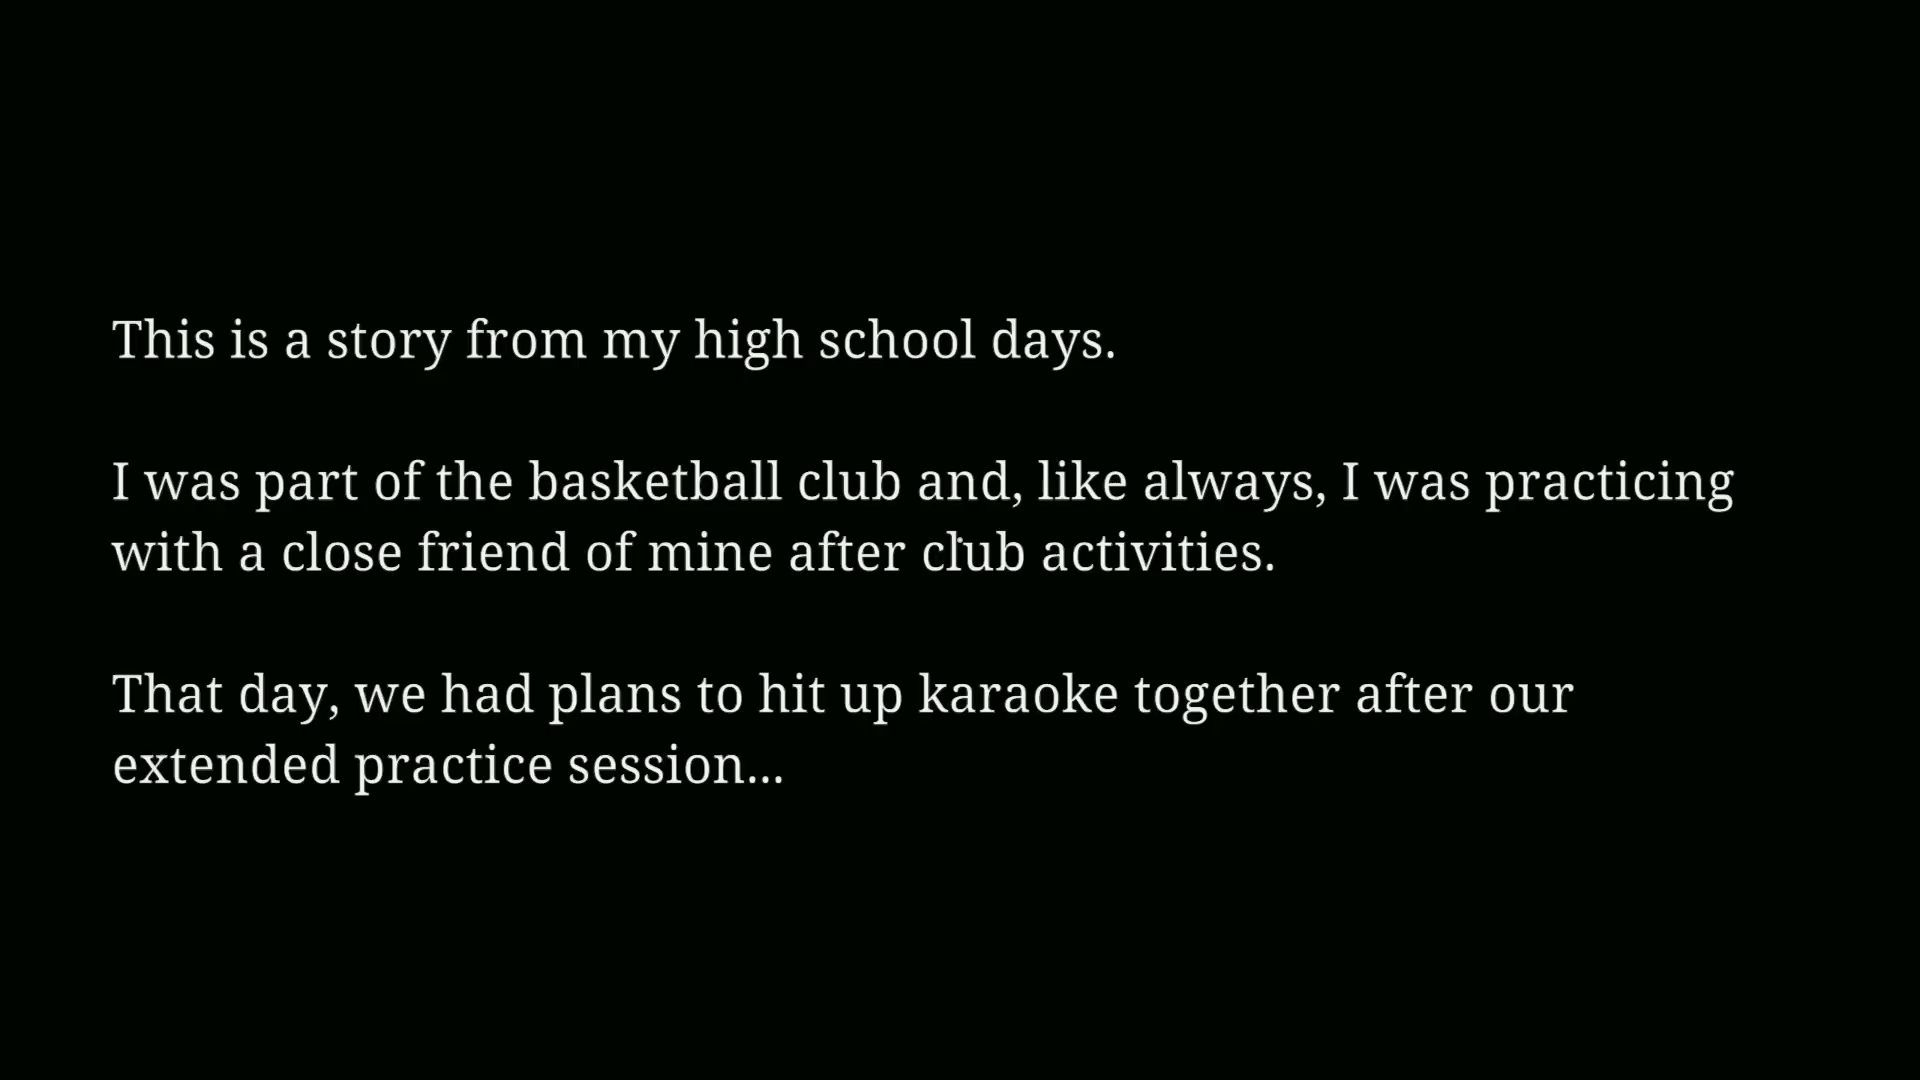 This is a story from my high school days.
I was part of the basketball club and, like always, I was practicing
with a close friend of mine after club activities.
That day, we had plans to hit up karaoke together after our
extended practice session...